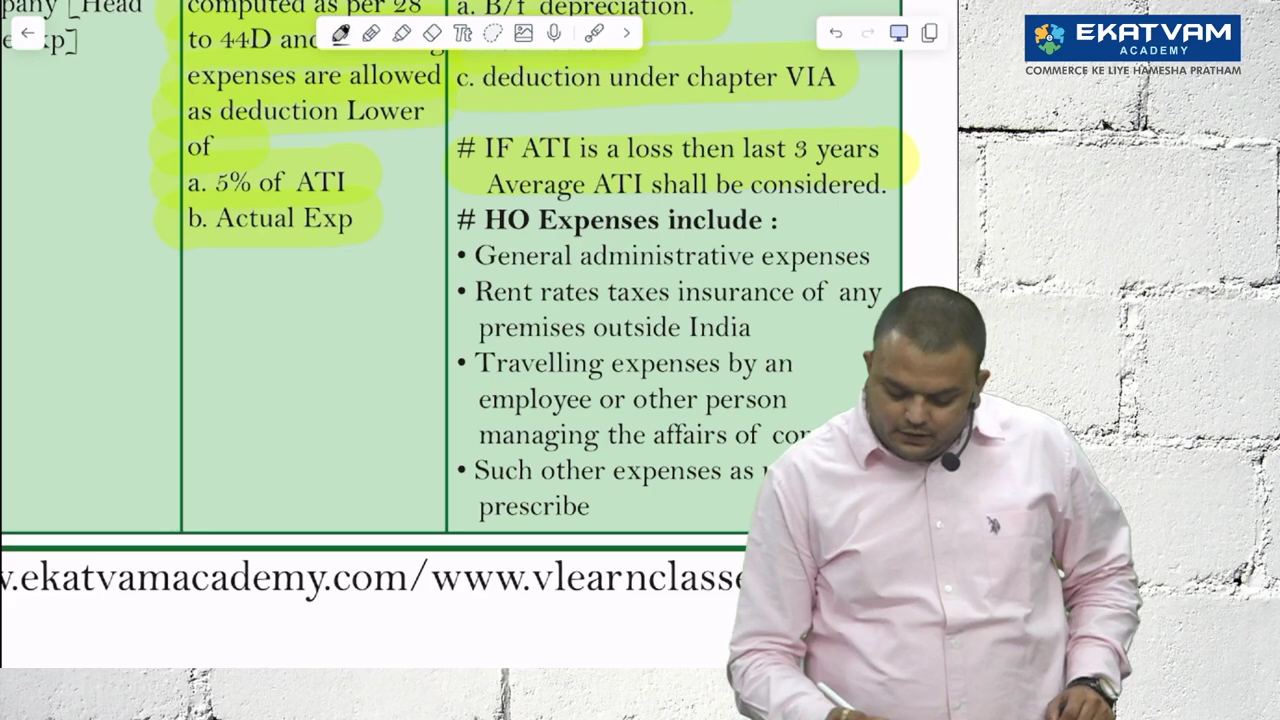 pany [Head
computed as per 28
to 44D and
expenses are allowed
as deduction Lower
of
a. 5% of ATI
b. Actual Exp
a. B/f depreciation.
c. deduction under chapter VIA
# IF ATI is a loss then last 3 years
Average ATI shall be considered.
# HO Expenses include :
• General administrative expenses
• Rent rates taxes insurance of any
premises outside India
• Travelling expenses by an
employee or other person
managing the affairs of
• Such other expenses as
prescribe
.ekatvamacademy.com/www.vlearnclasse
Tt
EKATVAM
ACADEMY
COMMERCE KE LIYE HAMESHA PRATHAM